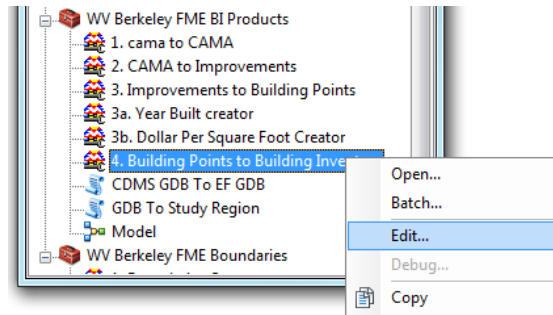 WV Berkeley FME BI Products
1. cama to CAMA
2. CAMA to Improvements
3. Improvements to Building Points
3a. Year Built creator
3b. Dollar Per Square Foot Creator
4. Building Points to Building
CDMS GDB To EF GDB
GDB To Study Region
Model
WV Berkeley FME Boundaries
Open...
Batch...
Edit...
Debug...
Copy